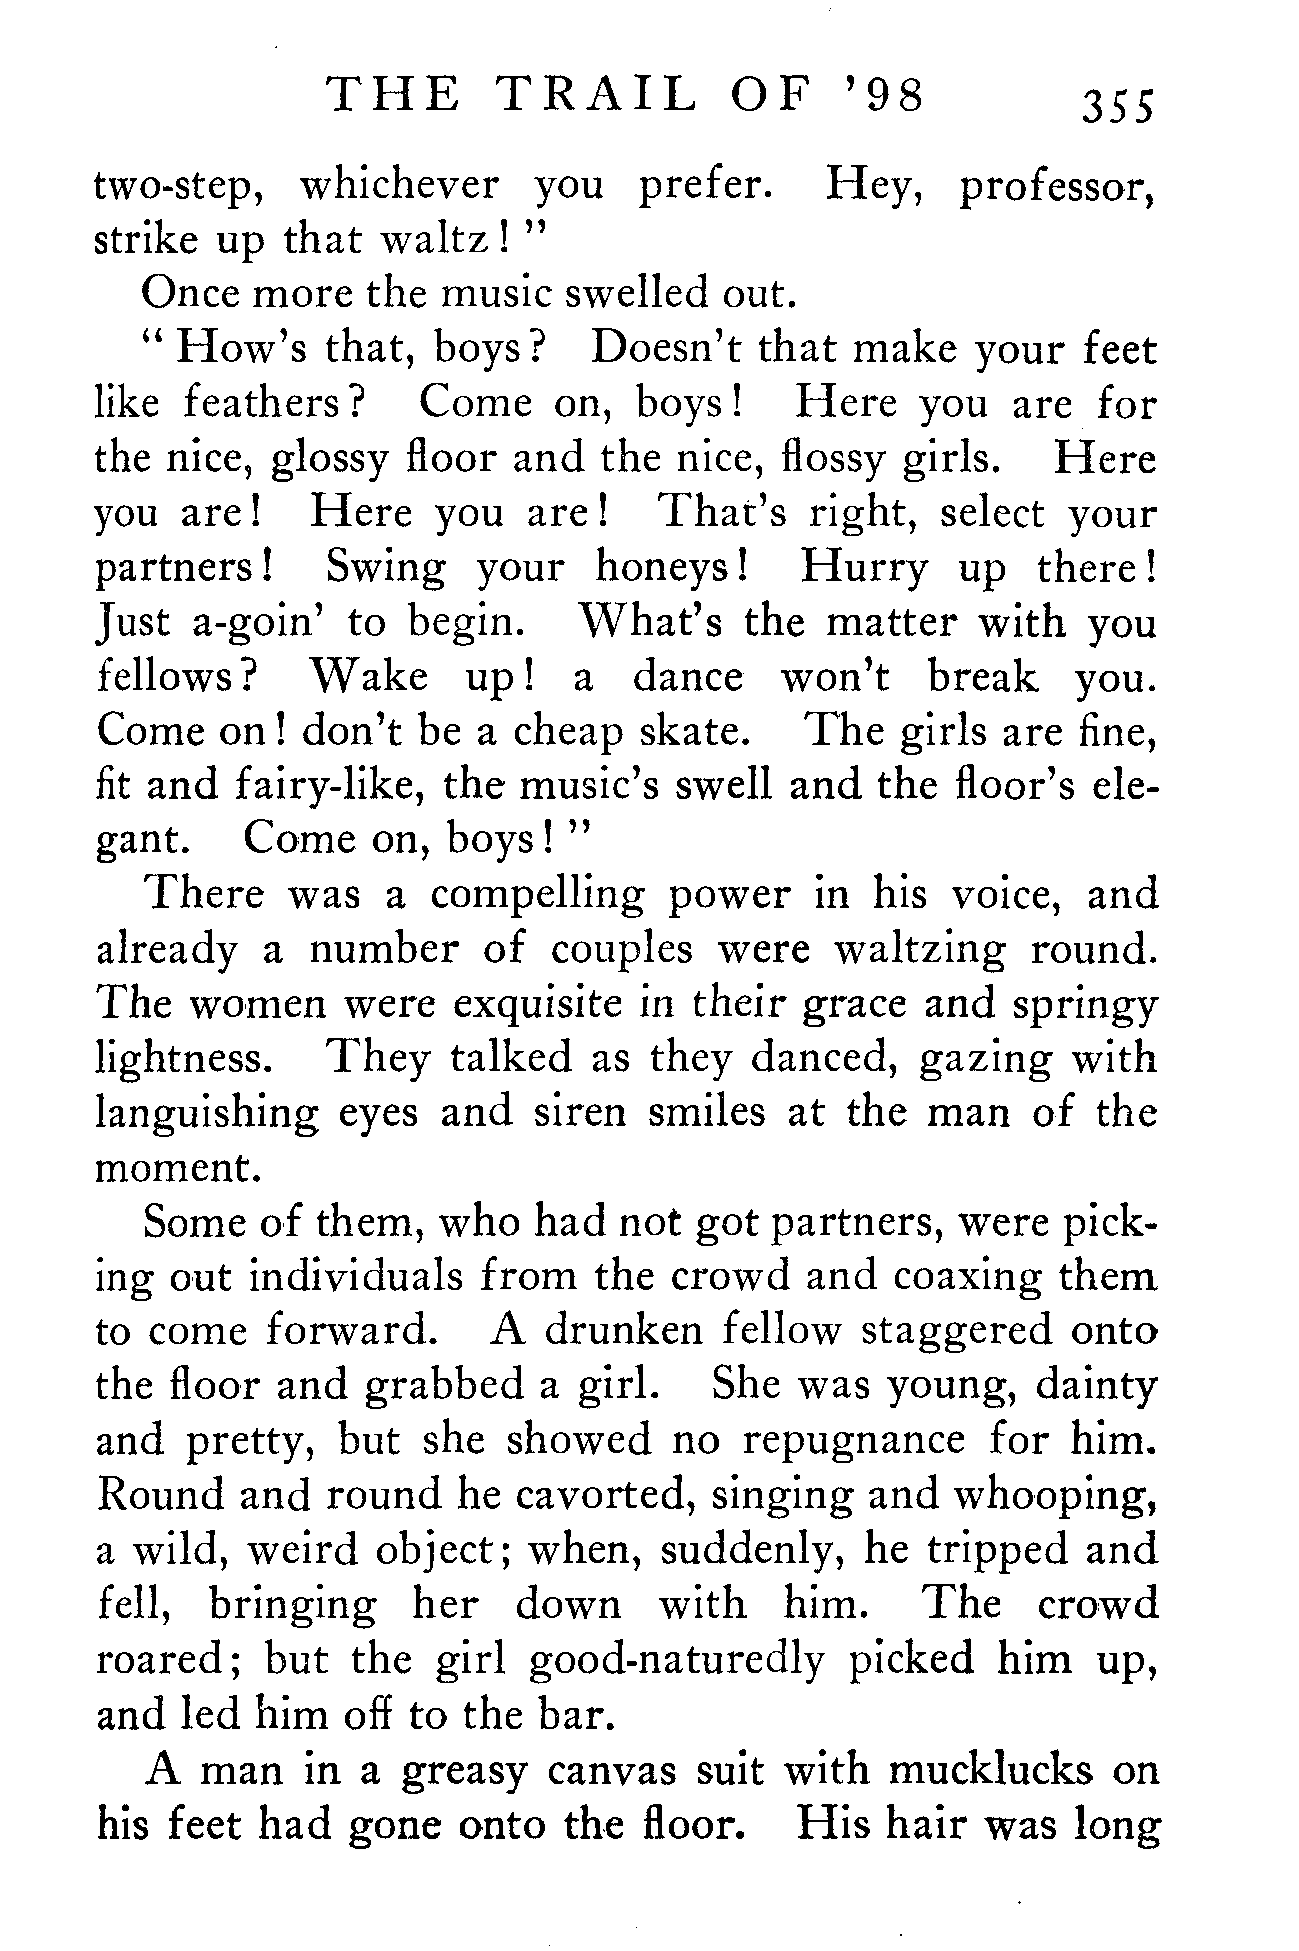 THE TRAIL OF ’98 355
two-step, whichever you prefer. Hey, professor,
strike up that waltz! ”
Once more the music swelled out.
“ How’s that, boys? Doesn’t that make your feet
like feathers? Come on, boys! Here you are for
the nice, glossy floor and the nice, flossy girls. Here
you are! Here you are! That’s right, select your
partners! Swing your honeys! Hurry up there!
Just a-goin’ to begin. What’s the matter with you
fellows? Wake up! a dance won’t break you.
Come on! don’t be a cheap skate. The girls are fine,
fit and fairy-like, the music’s swell and the floor’s ele-
gant. Come on, boys! ”
There was a compelling power in his voice, and
already a number of couples were waltzing round.
The women were exquisite in their grace and springy
lightness. They talked as they danced, gazing with
languishing eyes and siren smiles at the man of the
moment.
Some of them, who had not got partners, were pick-
ing out individuals from the crowd and coaxing them
to come forward. A drunken fellow staggered onto
the floor and grabbed a girl. She was young, dainty
and pretty, but she showed no repugnance for him.
Round and round he cavorted, singing and whooping,
a wild, weird object; when, suddenly, he tripped and
fell, bringing her down with him. The crowd
roared; but the girl good-naturedly picked him up,
and led him off to the bar.
A man in a greasy canvas suit with mucklucks on
his feet had gone onto the floor. His hair was long